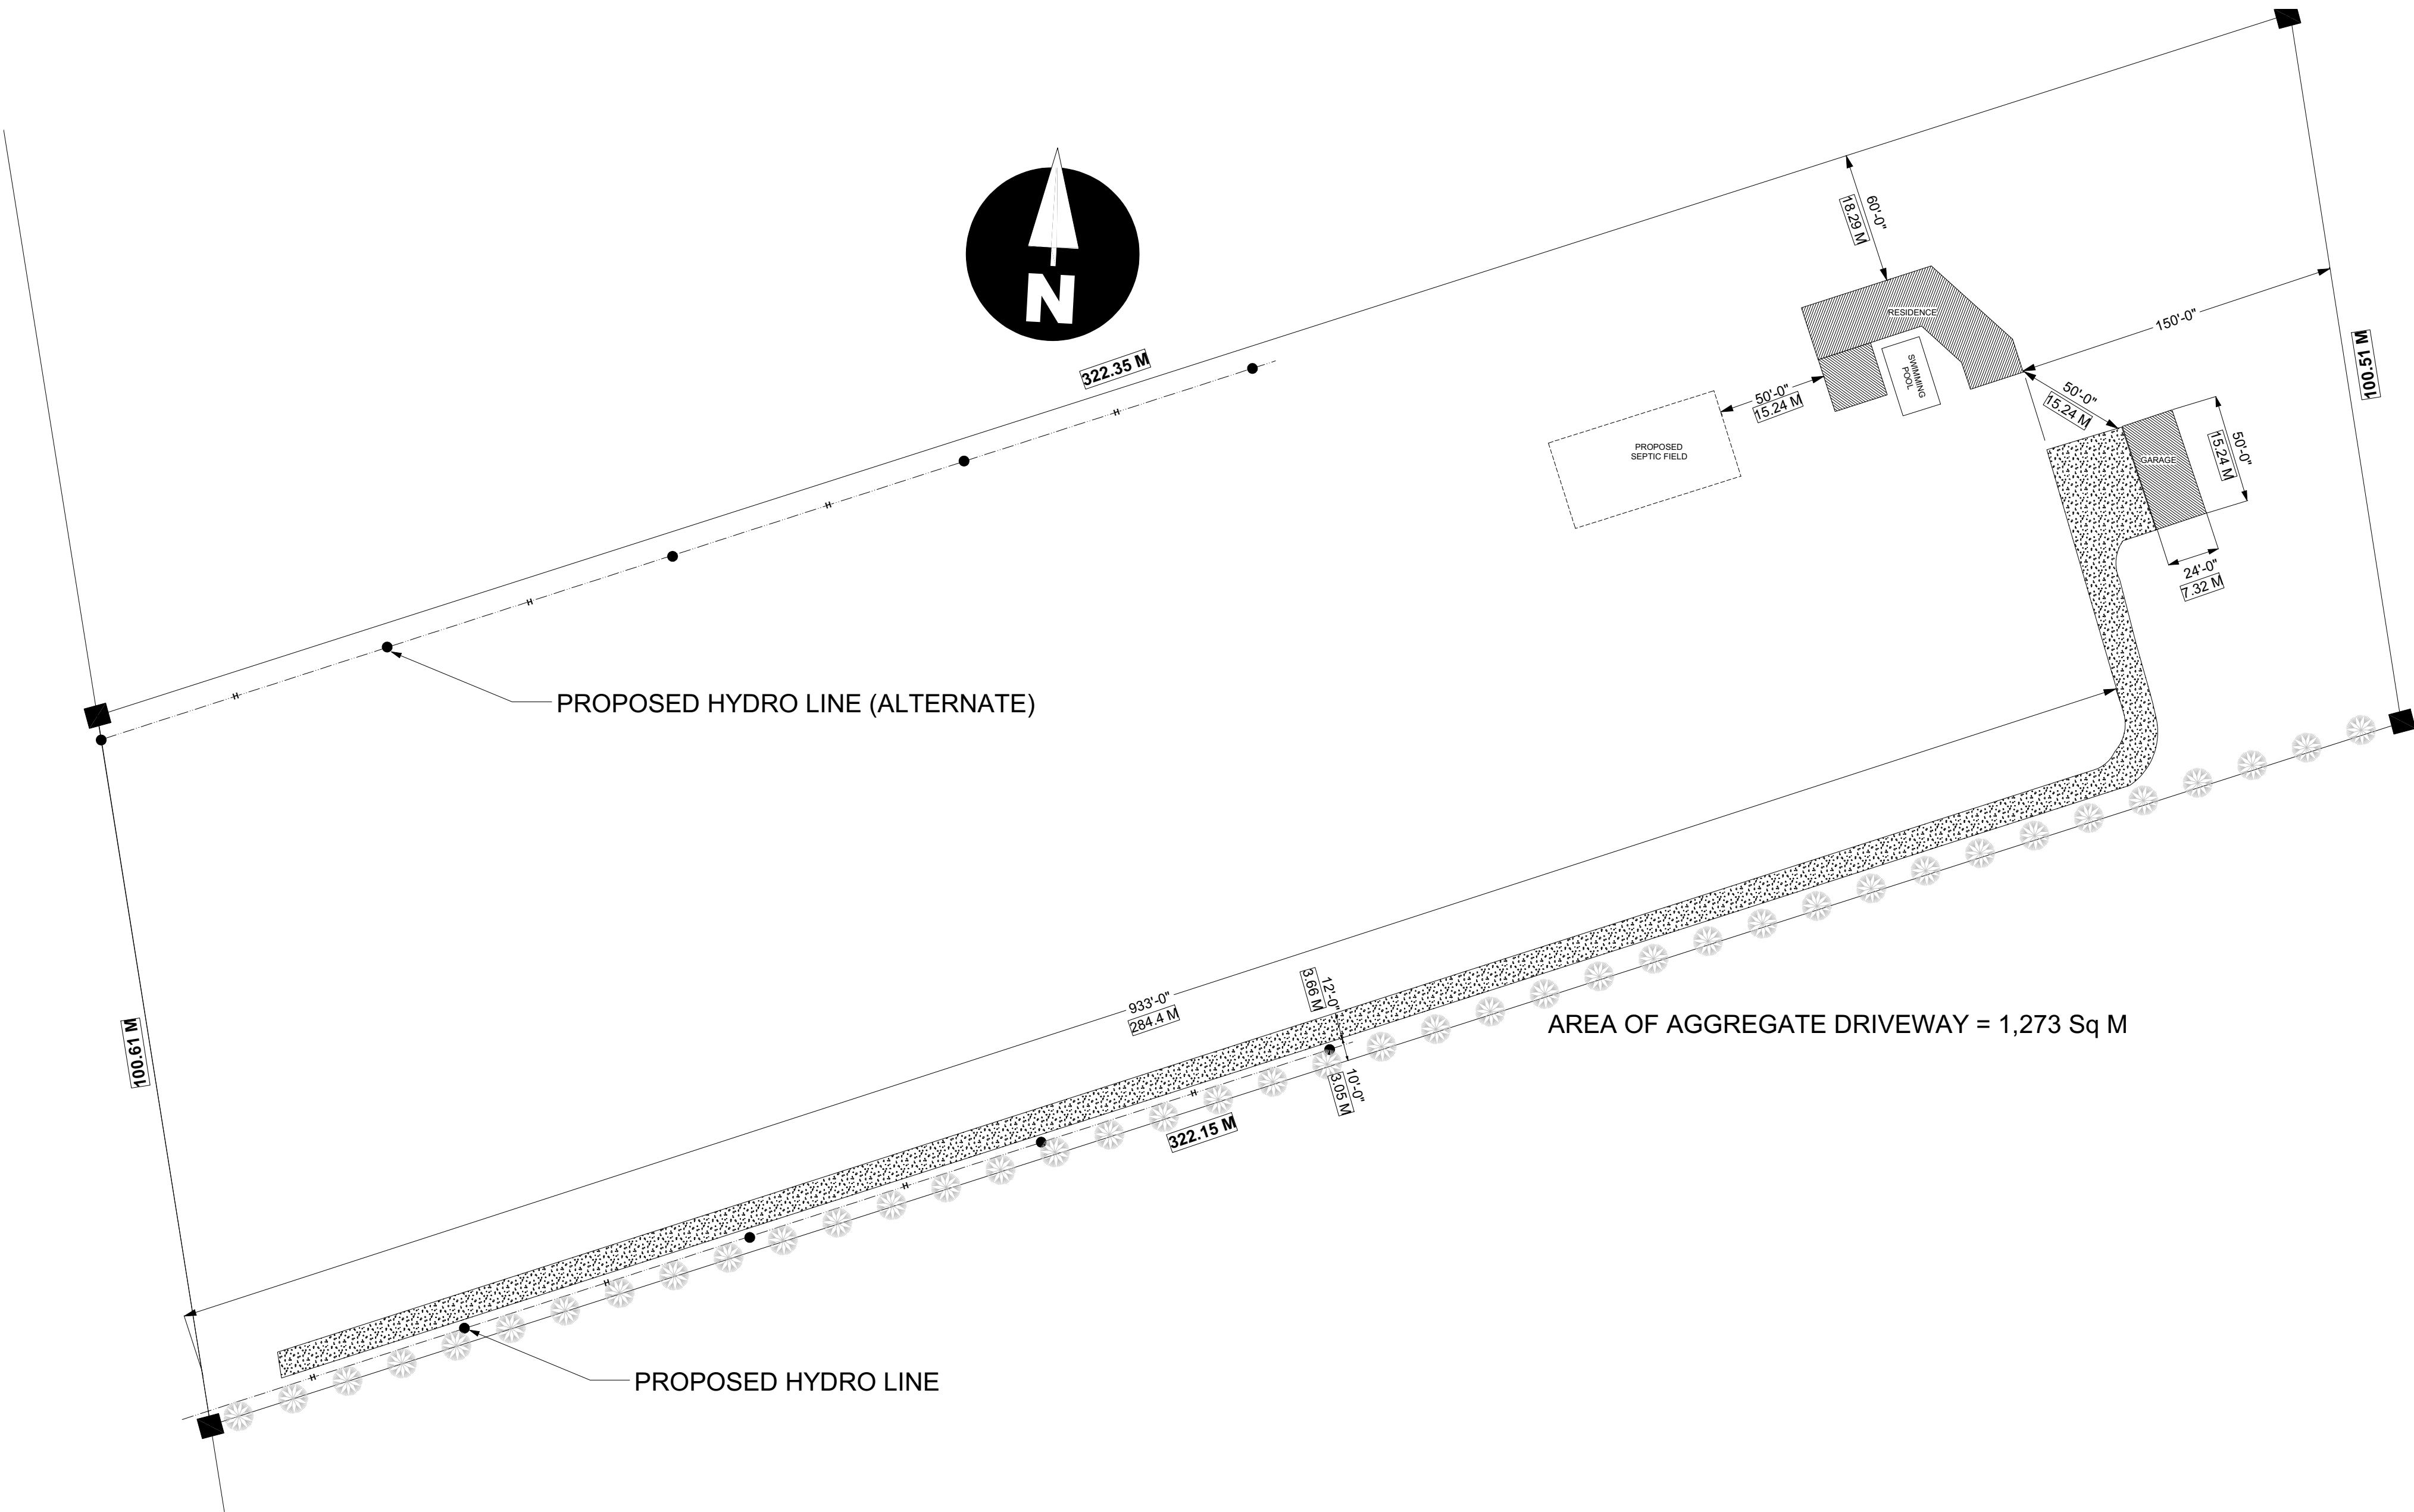 N
322.35 M
60'-0"
18.29 M
RESIDENCE
SWIMMING
POOL
150'-0"
100.51 M
50'-0"
15.24 M
PROPOSED
SEPTIC FIELD
50'-0"
15.24 M
GARAGE
50'-0"
15.24 M
24'-0"
7.32 M
H
H
H
H
PROPOSED HYDRO LINE (ALTERNATE)
100.61 M
933'-0"
284.4 M
12'-0"
3.66 M
10'-0"
3.05 M
AREA OF AGGREGATE DRIVEWAY = 1,273 Sq M
322.15 M
H
H
H
H
PROPOSED HYDRO LINE